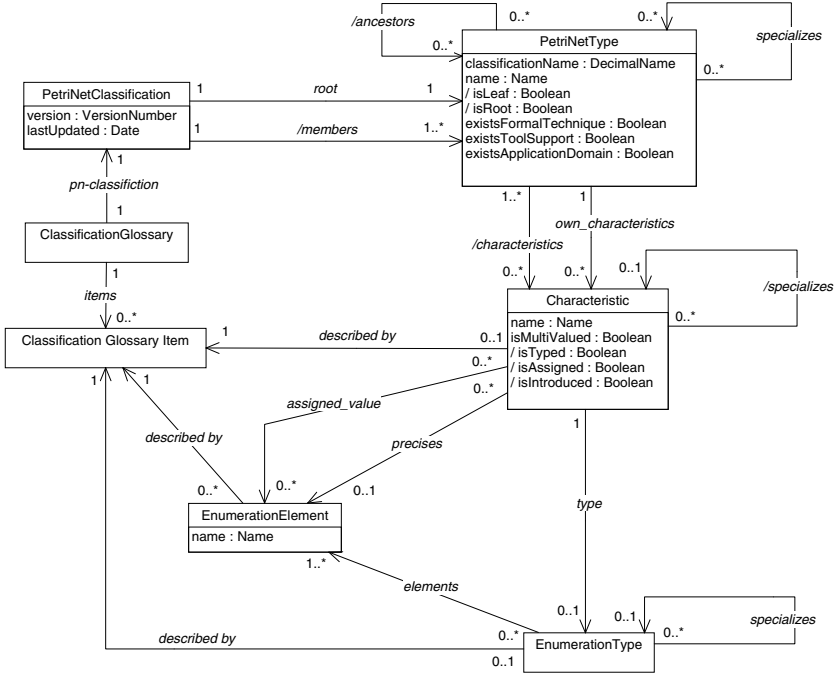 /ancestors
0..*
0..*
specializes
0..*
PetriNetType
0..*
classificationName : DecimalName
name : Name
/ isLeaf : Boolean
/ isRoot : Boolean
existsFormalTechnique : Boolean
existsToolSupport : Boolean
existsApplicationDomain : Boolean
0..*
PetriNetClassification
version : VersionNumber
lastUpdated : Date
1
root
1
1
/members
1..*
1
pn-classifiction
1
ClassificationGlossary
1
items
0..*
1..*
1
own_characteristics
/characteristics
0..*
0..*
0..1
/specializes
0..*
Characteristic
name : Name
isMultiValued : Boolean
/ isTyped : Boolean
/ isAssigned : Boolean
/ isIntroduced : Boolean
Classification Glossary Item
1
described by
0..1
0..*
0..*
1
1
assigned_value
described by
precises
1
0..*
0..*
0..1
type
EnumerationElement
name : Name
1..*
elements
0..1
0..1
specializes
described by
0..*
0..1
EnumerationType
0..*